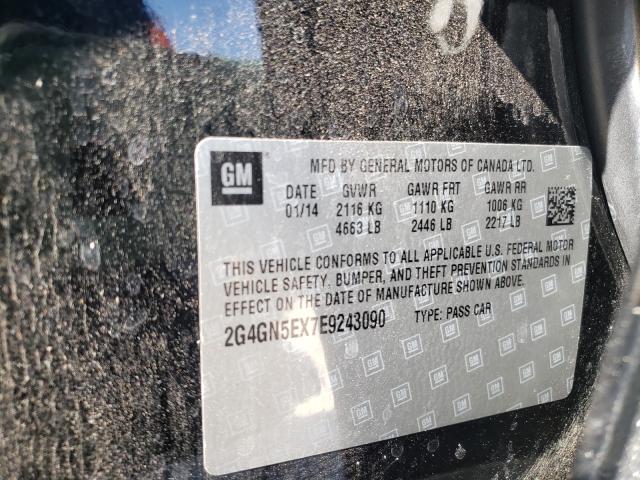 GM
MFD BY GENERAL MOTORS OF CANADA LTD.
DATE GVWR GAWR FRT GAWR RR
01/14 2116 KG 1110 KG 1006 KG
4663 LB 2446 LB 2217 LB
THIS VEHICLE CONFORMS TO ALL APPLICABLE U.S. FEDERAL MOTOR
VEHICLE SAFETY, BUMPER, AND THEFT PREVENTION STANDARDS IN
EFFECT ON THE DATE OF MANUFACTURE SHOWN ABOVE.
2G4GN5EX7E9243090 TYPE: PASS CAR